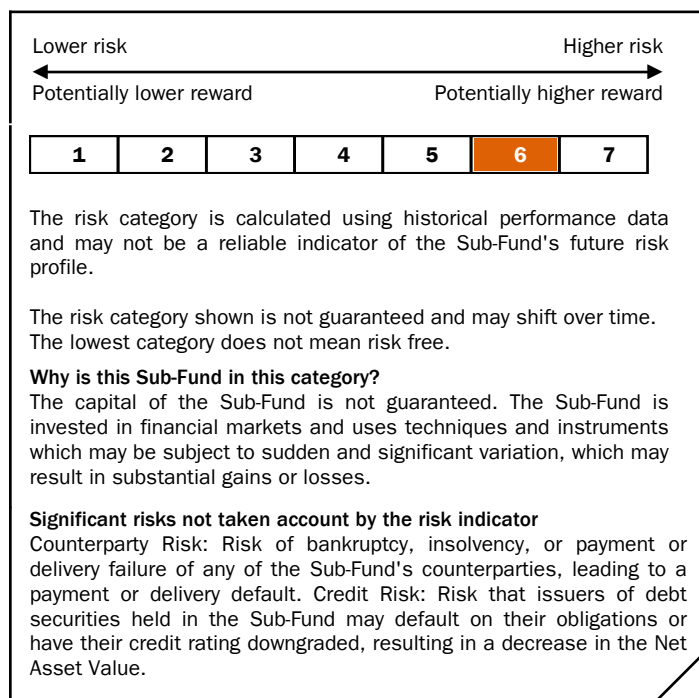 Lower risk Higher risk
Potentially lower reward Potentially higher reward
1 2 3 4 5 6 7
The risk category is calculated using historical performance data
and may not be a reliable indicator of the Sub-Fund's future risk
profile.
The risk category shown is not guaranteed and may shift over time.
The lowest category does not mean risk free.
Why is this Sub-Fund in this category?
The capital of the Sub-Fund is not guaranteed. The Sub-Fund is
invested in financial markets and uses techniques and instruments
which may be subject to sudden and significant variation, which may
result in substantial gains or losses.
Significant risks not taken account by the risk indicator
Counterparty Risk: Risk of bankruptcy, insolvency, or payment or
delivery failure of any of the Sub-Fund's counterparties, leading to a
payment or delivery default. Credit Risk: Risk that issuers of debt
securities held in the Sub-Fund may default on their obligations or
have their credit rating downgraded, resulting in a decrease in the Net
Asset Value.